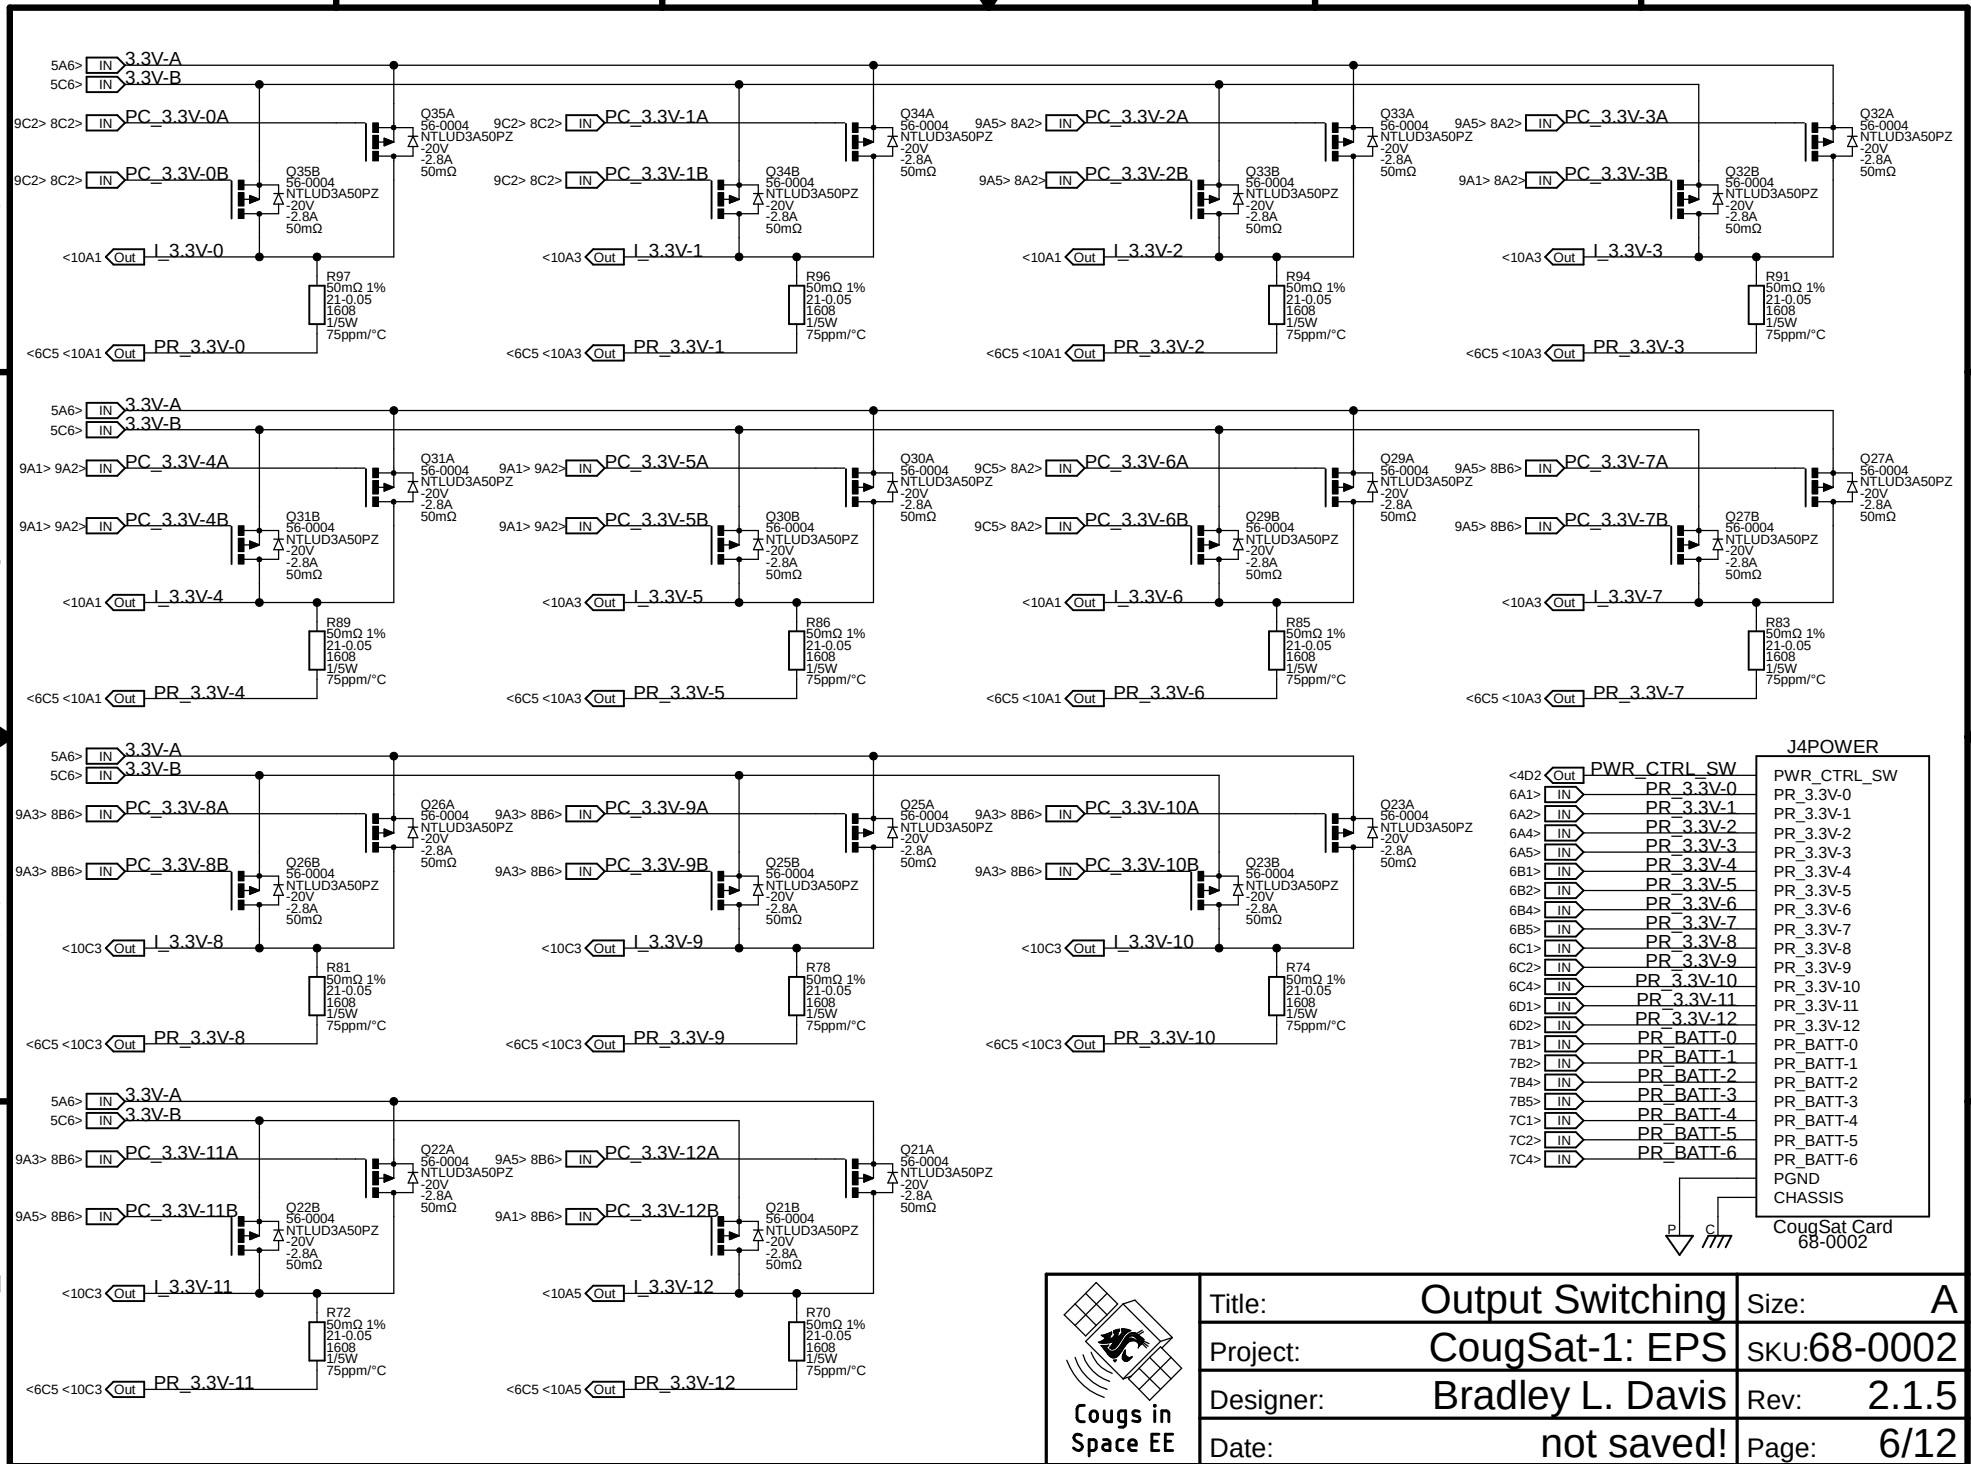 5A6> IN 3.3V-A
5C6> IN 3.3V-B
9C2> 8C2> IN PC_3.3V-0A
Q35A
56-0004
NTLUD3A50PZ
-20V
-2.8A
50mΩ
9C2> 8C2> IN PC_3.3V-0B
Q35B
56-0004
NTLUD3A50PZ
-20V
-2.8A
50mΩ
<10A1 Out I_3.3V-0
R97
50mΩ 1%
21-0.05
1608
1/5W
75ppm/°C
<6C5 <10A1 Out PR_3.3V-0
9C2> 8C2> IN PC_3.3V-1A
Q34A
56-0004
NTLUD3A50PZ
-20V
-2.8A
50mΩ
9C2> 8C2> IN PC_3.3V-1B
Q34B
56-0004
NTLUD3A50PZ
-20V
-2.8A
50mΩ
<10A3 Out I_3.3V-1
R96
50mΩ 1%
21-0.05
1608
1/5W
75ppm/°C
<6C5 <10A3 Out PR_3.3V-1
9A5> 8A2> IN PC_3.3V-2A
Q33A
56-0004
NTLUD3A50PZ
-20V
-2.8A
50mΩ
9A5> 8A2> IN PC_3.3V-2B
Q33B
56-0004
NTLUD3A50PZ
-20V
-2.8A
50mΩ
<10A1 Out I_3.3V-2
R94
50mΩ 1%
21-0.05
1608
1/5W
75ppm/°C
<6C5 <10A1 Out PR_3.3V-2
9A5> 8A2> IN PC_3.3V-3A
Q32A
56-0004
NTLUD3A50PZ
-20V
-2.8A
50mΩ
9A1> 8A2> IN PC_3.3V-3B
Q32B
56-0004
NTLUD3A50PZ
-20V
-2.8A
50mΩ
<10A3 Out I_3.3V-3
R91
50mΩ 1%
21-0.05
1608
1/5W
75ppm/°C
<6C5 <10A3 Out PR_3.3V-3
5A6> IN 3.3V-A
5C6> IN 3.3V-B
9A1> 9A2> IN PC_3.3V-4A
Q31A
56-0004
NTLUD3A50PZ
-20V
-2.8A
50mΩ
9A1> 9A2> IN PC_3.3V-4B
Q31B
56-0004
NTLUD3A50PZ
-20V
-2.8A
50mΩ
<10A1 Out I_3.3V-4
R89
50mΩ 1%
21-0.05
1608
1/5W
75ppm/°C
<6C5 <10A1 Out PR_3.3V-4
9A1> 9A2> IN PC_3.3V-5A
Q30A
56-0004
NTLUD3A50PZ
-20V
-2.8A
50mΩ
9A1> 9A2> IN PC_3.3V-5B
Q30B
56-0004
NTLUD3A50PZ
-20V
-2.8A
50mΩ
<10A3 Out I_3.3V-5
R86
50mΩ 1%
21-0.05
1608
1/5W
75ppm/°C
<6C5 <10A3 Out PR_3.3V-5
9C5> 8A2> IN PC_3.3V-6A
Q29A
56-0004
NTLUD3A50PZ
-20V
-2.8A
50mΩ
9C5> 8A2> IN PC_3.3V-6B
Q29B
56-0004
NTLUD3A50PZ
-20V
-2.8A
50mΩ
<10A1 Out I_3.3V-6
R85
50mΩ 1%
21-0.05
1608
1/5W
75ppm/°C
<6C5 <10A1 Out PR_3.3V-6
9A5> 8B6> IN PC_3.3V-7A
Q27A
56-0004
NTLUD3A50PZ
-20V
-2.8A
50mΩ
9A5> 8B6> IN PC_3.3V-7B
Q27B
56-0004
NTLUD3A50PZ
-20V
-2.8A
50mΩ
<10A3 Out I_3.3V-7
R83
50mΩ 1%
21-0.05
1608
1/5W
75ppm/°C
<6C5 <10A3 Out PR_3.3V-7
5A6> IN 3.3V-A
5C6> IN 3.3V-B
9A3> 8B6> IN PC_3.3V-8A
Q26A
56-0004
NTLUD3A50PZ
-20V
-2.8A
50mΩ
9A3> 8B6> IN PC_3.3V-8B
Q26B
56-0004
NTLUD3A50PZ
-20V
-2.8A
50mΩ
<10C3 Out I_3.3V-8
R81
50mΩ 1%
21-0.05
1608
1/5W
75ppm/°C
<6C5 <10C3 Out PR_3.3V-8
9A3> 8B6> IN PC_3.3V-9A
Q25A
56-0004
NTLUD3A50PZ
-20V
-2.8A
50mΩ
9A3> 8B6> IN PC_3.3V-9B
Q25B
56-0004
NTLUD3A50PZ
-20V
-2.8A
50mΩ
<10C3 Out I_3.3V-9
R78
50mΩ 1%
21-0.05
1608
1/5W
75ppm/°C
<6C5 <10C3 Out PR_3.3V-9
9A3> 8B6> IN PC_3.3V-10A
Q23A
56-0004
NTLUD3A50PZ
-20V
-2.8A
50mΩ
9A3> 8B6> IN PC_3.3V-10B
Q23B
56-0004
NTLUD3A50PZ
-20V
-2.8A
50mΩ
<10C3 Out I_3.3V-10
R74
50mΩ 1%
21-0.05
1608
1/5W
75ppm/°C
<6C5 <10C3 Out PR_3.3V-10
5A6> IN 3.3V-A
5C6> IN 3.3V-B
9A3> 8B6> IN PC_3.3V-11A
Q22A
56-0004
NTLUD3A50PZ
-20V
-2.8A
50mΩ
9A5> 8B6> IN PC_3.3V-11B
Q22B
56-0004
NTLUD3A50PZ
-20V
-2.8A
50mΩ
<10C3 Out I_3.3V-11
R72
50mΩ 1%
21-0.05
1608
1/5W
75ppm/°C
<6C5 <10C3 Out PR_3.3V-11
9A5> 8B6> IN PC_3.3V-12A
Q21A
56-0004
NTLUD3A50PZ
-20V
-2.8A
50mΩ
9A1> 8B6> IN PC_3.3V-12B
Q21B
56-0004
NTLUD3A50PZ
-20V
-2.8A
50mΩ
<10A5 Out I_3.3V-12
R70
50mΩ 1%
21-0.05
1608
1/5W
75ppm/°C
<6C5 <10A5 Out PR_3.3V-12
J4POWER
<4D2 Out PWR_CTRL_SW PWR_CTRL_SW
6A1> IN PR_3.3V-0 PR_3.3V-0
6A2> IN PR_3.3V-1 PR_3.3V-1
6A4> IN PR_3.3V-2 PR_3.3V-2
6A5> IN PR_3.3V-3 PR_3.3V-3
6B1> IN PR_3.3V-4 PR_3.3V-4
6B2> IN PR_3.3V-5 PR_3.3V-5
6B4> IN PR_3.3V-6 PR_3.3V-6
6B5> IN PR_3.3V-7 PR_3.3V-7
6C1> IN PR_3.3V-8 PR_3.3V-8
6C2> IN PR_3.3V-9 PR_3.3V-9
6C4> IN PR_3.3V-10 PR_3.3V-10
6D1> IN PR_3.3V-11 PR_3.3V-11
6D2> IN PR_3.3V-12 PR_3.3V-12
7B1> IN PR_BATT-0 PR_BATT-0
7B2> IN PR_BATT-1 PR_BATT-1
7B4> IN PR_BATT-2 PR_BATT-2
7B5> IN PR_BATT-3 PR_BATT-3
7C1> IN PR_BATT-4 PR_BATT-4
7C2> IN PR_BATT-5 PR_BATT-5
7C4> IN PR_BATT-6 PR_BATT-6
PGND
CHASSIS
P C
CougSat Card
68-0002
Cougs in
Space EE
Title: Output Switching Size: A
Project: CougSat-1: EPS SKU:68-0002
Designer: Bradley L. Davis Rev: 2.1.5
Date: not saved! Page: 6/12